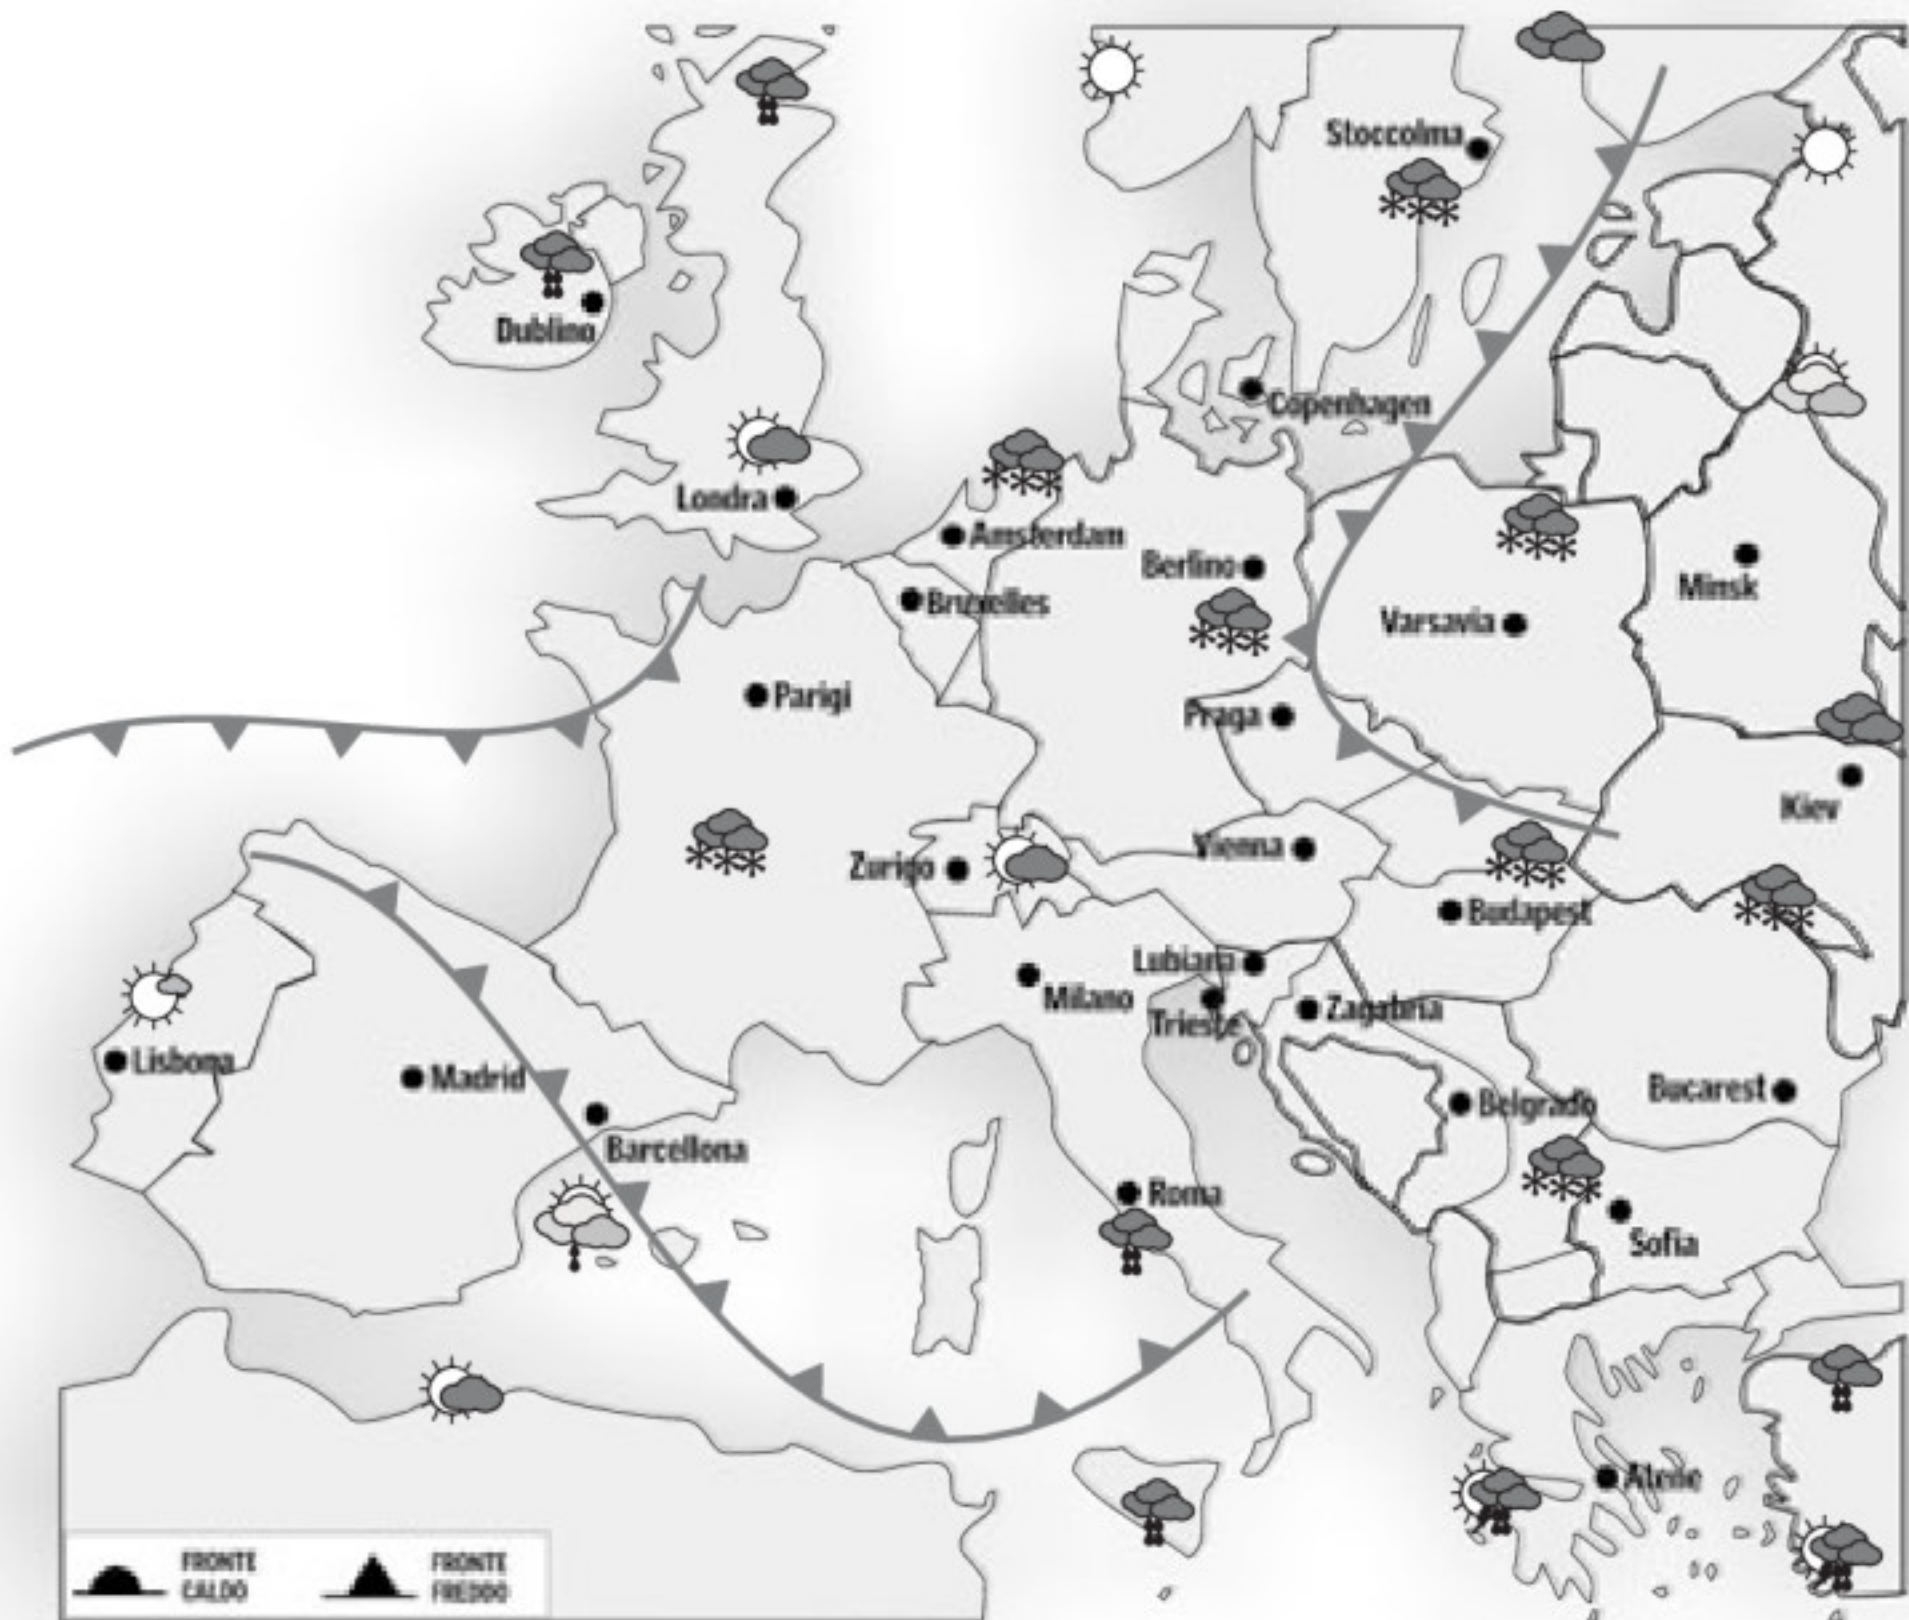 Stoccolma
Dublino
Copenhagen
Londra
Amsterdam
Berlino
Minsk
Bruxelles
Varsavia
Parigi
Praga
Kiev
Vienna
Zurigo
Budapest
Lubiana
Milano
Zagabria
Trieste
Lisbona
Madrid
Bucarest
Belgrado
Barcellona
Roma
Sofia
Atene
FRONTE
CALDO
FRONTE
FREDDO